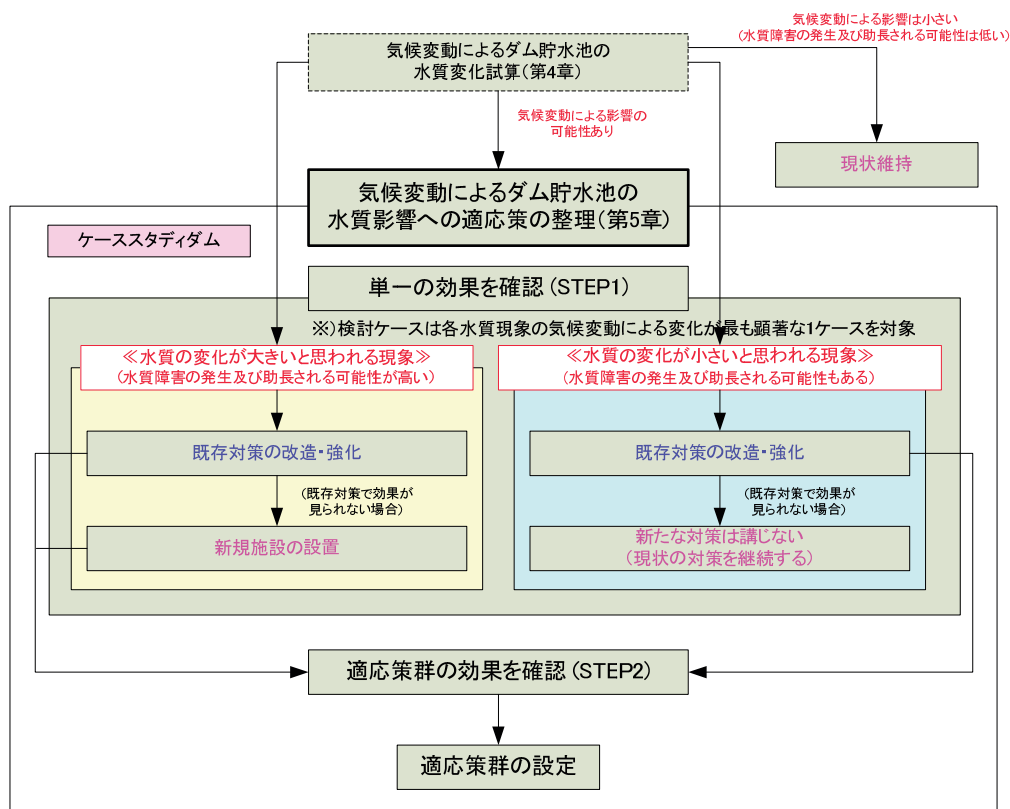 気候変動による影響は小さい
(水質障害の発生及び助長される可能性は低い)
気候変動によるダム貯水池の
水質変化試算(第4章)
気候変動による影響の
可能性あり
現状維持
気候変動によるダム貯水池の
水質影響への適応策の整理(第5章)
ケーススタディダム
単一の効果を確認(STEP1)
※)検討ケースは各水質現象の気候変動による変化が最も顕著な1ケースを対象
≪水質の変化が大きいと思われる現象≫
(水質障害の発生及び助長される可能性が高い)
既存対策の改造・強化
(既存対策で効果が
見られない場合)
新規施設の設置
≪水質の変化が小さいと思われる現象≫
(水質障害の発生及び助長される可能性もある)
既存対策の改造・強化
(既存対策で効果が
見られない場合)
新たな対策は講じない
(現状の対策を継続する)
適応策群の効果を確認(STEP2)
適応策群の設定